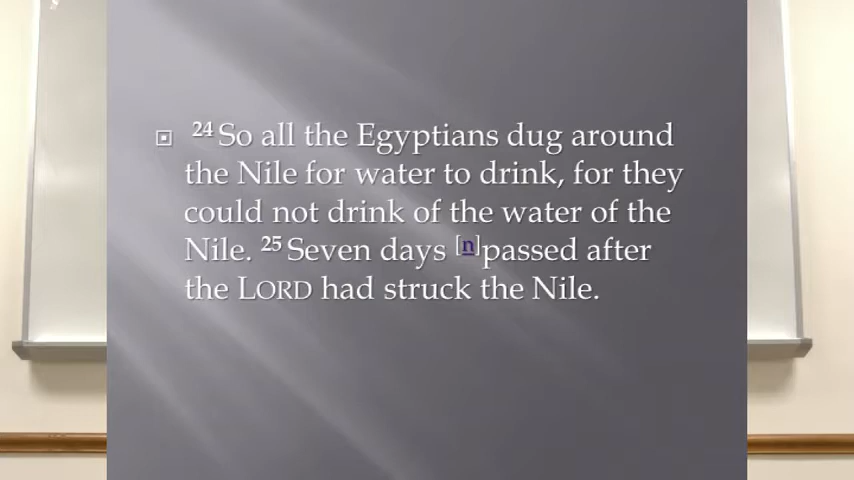 24 So all the Egyptians dug around
the Nile for water to drink, for they
could not drink of the water of the
Nile. 25 Seven days [n]passed after
the LORD had struck the Nile.